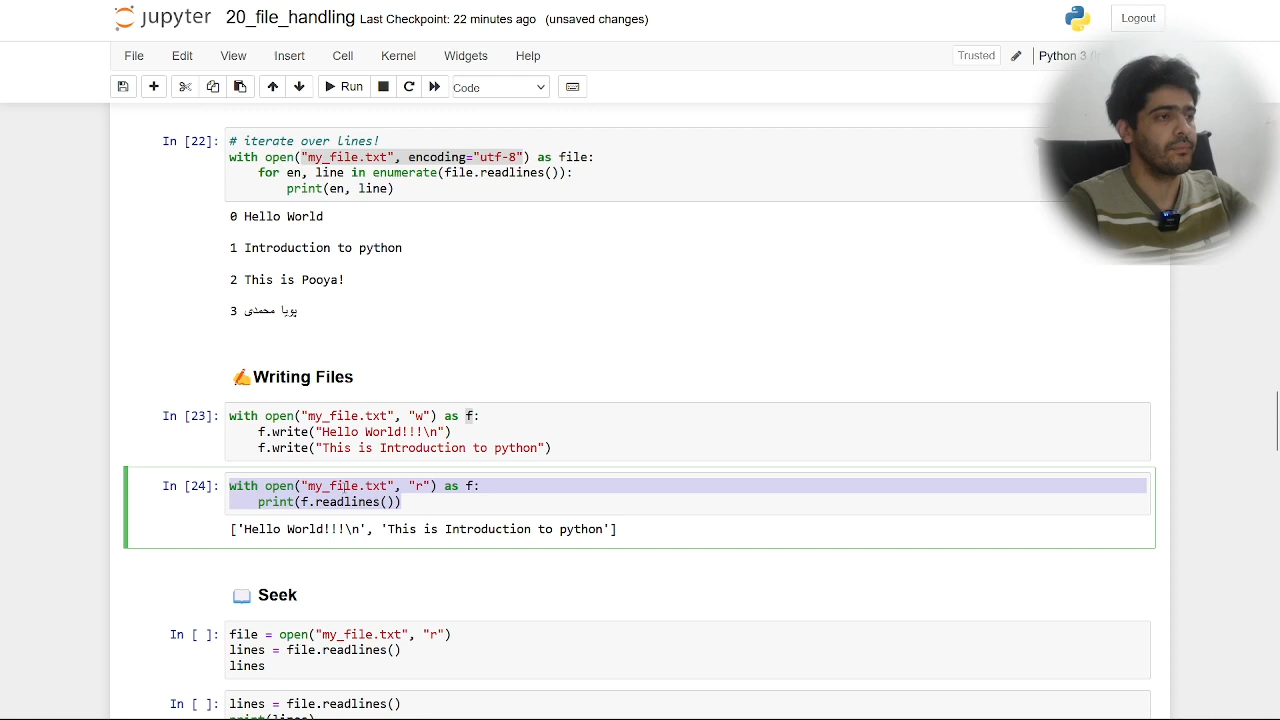 jupyter 20_file_handling Last Checkpoint: 22 minutes ago (unsaved changes) Logout
File Edit View Insert Cell Kernel Widgets Help Trusted Python 3
Run Code
In [22]: # iterate over lines!
with open("my_file.txt", encoding="utf-8") as file:
    for en, line in enumerate(file.readlines()):
        print(en, line)
0 Hello World
1 Introduction to python
2 This is Pooya!
3 پویا محمدی
✍Writing Files
In [23]: with open("my_file.txt", "w") as f:
    f.write("Hello World!!!\n")
    f.write("This is Introduction to python")
In [24]: with open("my_file.txt", "r") as f:
    print(f.readlines())
['Hello World!!!\n', 'This is Introduction to python']
📖 Seek
In [ ]: file = open("my_file.txt", "r")
lines = file.readlines()
lines
In [ ]: lines = file.readlines()
print(lines)